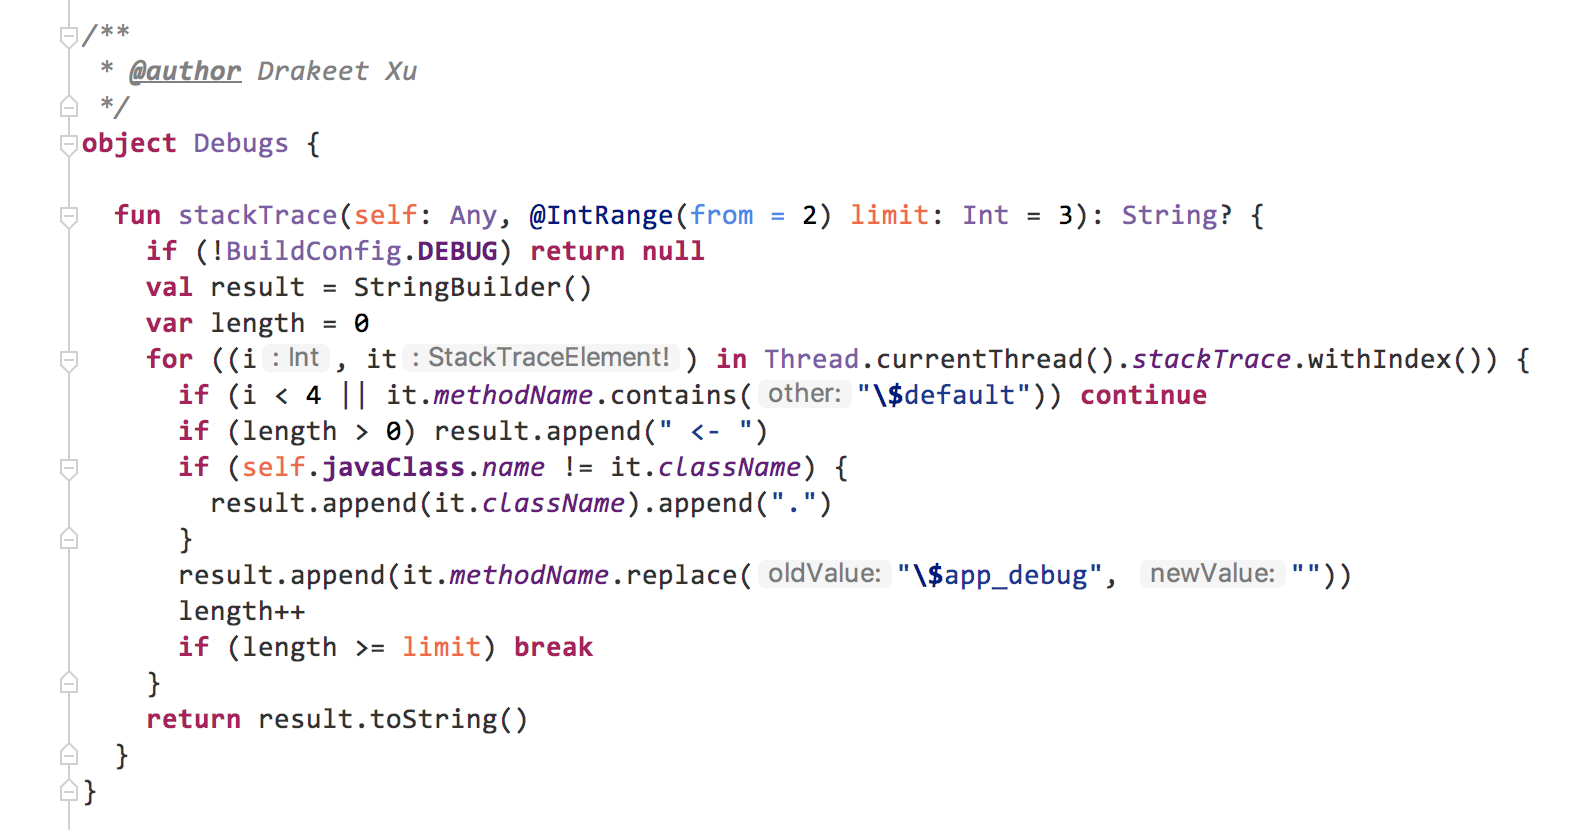 /**
 * @author Drakeet Xu
 */
object Debugs {
  fun stackTrace(self: Any, @IntRange(from = 2) limit: Int = 3): String? {
    if (!BuildConfig.DEBUG) return null
    val result = StringBuilder()
    var length = 0
    for ((i : Int , it : StackTraceElement! ) in Thread.currentThread().stackTrace.withIndex()) {
      if (i < 4 || it.methodName.contains( other: "\$default")) continue
      if (length > 0) result.append(" <- ")
      if (self.javaClass.name != it.className) {
        result.append(it.className).append(".")
      }
      result.append(it.methodName.replace( oldValue: "\$app_debug", newValue: ""))
      length++
      if (length >= limit) break
    }
    return result.toString()
  }
}